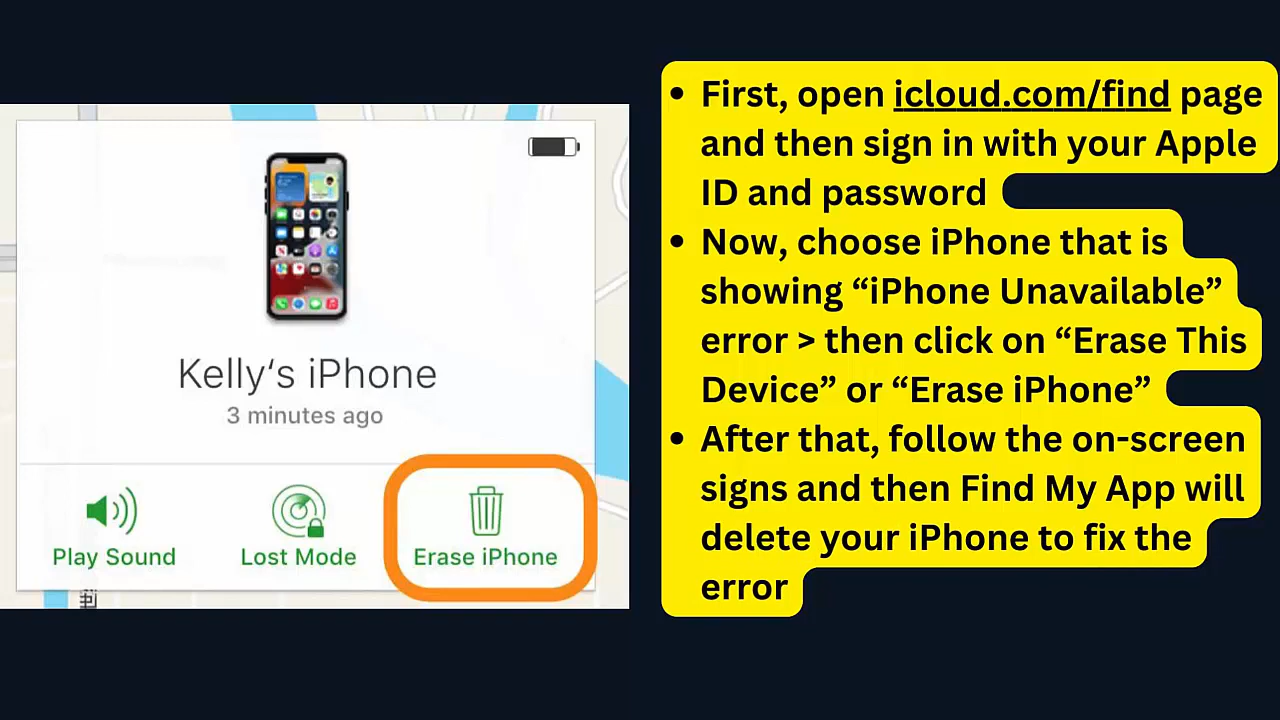 Kelly‘s iPhone
3 minutes ago
Play Sound
Lost Mode
Erase iPhone
• First, open icloud.com/find page
and then sign in with your Apple
ID and password
• Now, choose iPhone that is
showing “iPhone Unavailable”
error > then click on “Erase This
Device” or “Erase iPhone”
• After that, follow the on-screen
signs and then Find My App will
delete your iPhone to fix the
error